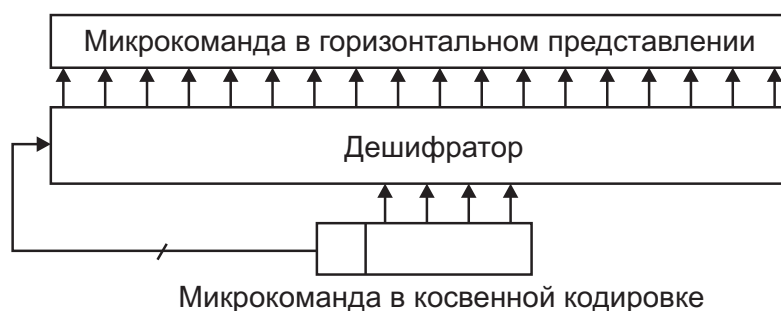 Микрокоманда в горизонтальном представлении
Дешифратор
Микрокоманда в косвенной кодировке